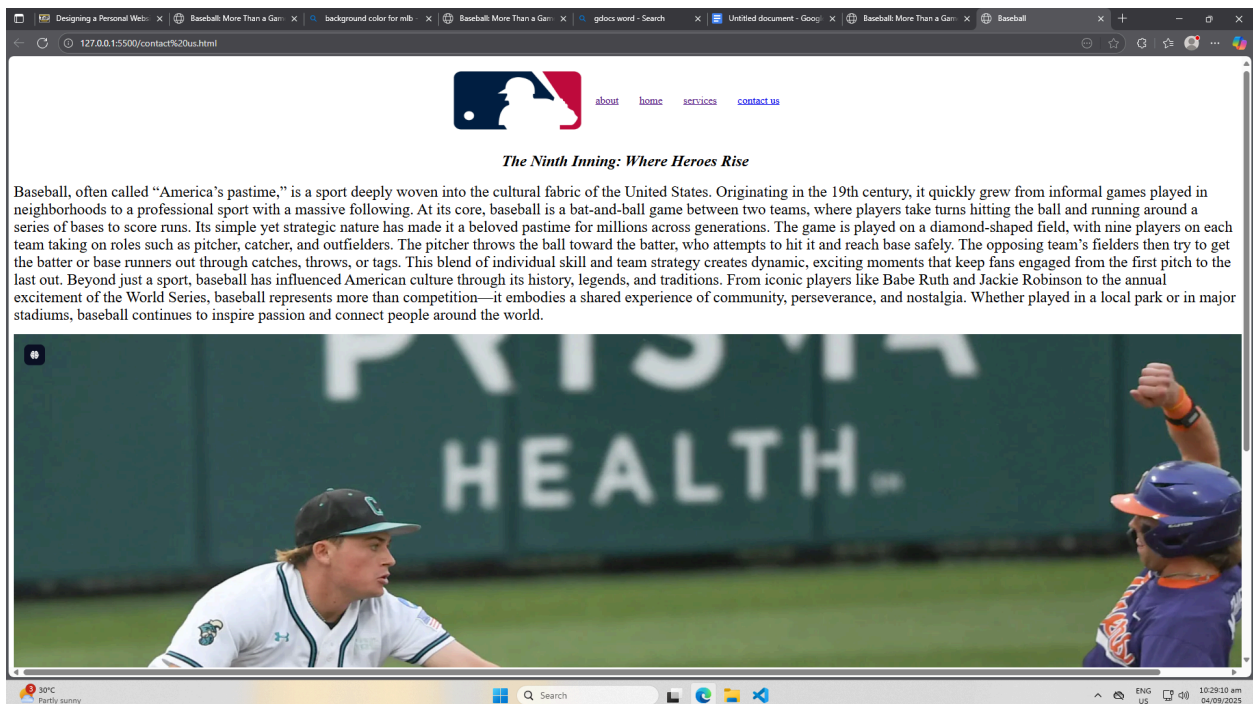 Designing a Personal Webs
Baseball: More Than a Gam
background color for mlb -
Baseball: More Than a Gam
gdocs word - Search
Untitled document - Googl
Baseball: More Than a Gam
Baseball
127.0.0.1:5500/contact%20us.html
about home services contact us
The Ninth Inning: Where Heroes Rise
Baseball, often called “America’s pastime,” is a sport deeply woven into the cultural fabric of the United States. Originating in the 19th century, it quickly grew from informal games played in
neighborhoods to a professional sport with a massive following. At its core, baseball is a bat-and-ball game between two teams, where players take turns hitting the ball and running around a
series of bases to score runs. Its simple yet strategic nature has made it a beloved pastime for millions across generations. The game is played on a diamond-shaped field, with nine players on each
team taking on roles such as pitcher, catcher, and outfielders. The pitcher throws the ball toward the batter, who attempts to hit it and reach base safely. The opposing team’s fielders then try to get
the batter or base runners out through catches, throws, or tags. This blend of individual skill and team strategy creates dynamic, exciting moments that keep fans engaged from the first pitch to the
last out. Beyond just a sport, baseball has influenced American culture through its history, legends, and traditions. From iconic players like Babe Ruth and Jackie Robinson to the annual
excitement of the World Series, baseball represents more than competition—it embodies a shared experience of community, perseverance, and nostalgia. Whether played in a local park or in major
stadiums, baseball continues to inspire passion and connect people around the world.
PRISMA
HEALTH
C
3
30°C
Partly sunny
Search
ENG
US
10:29:10 am
04/09/2025